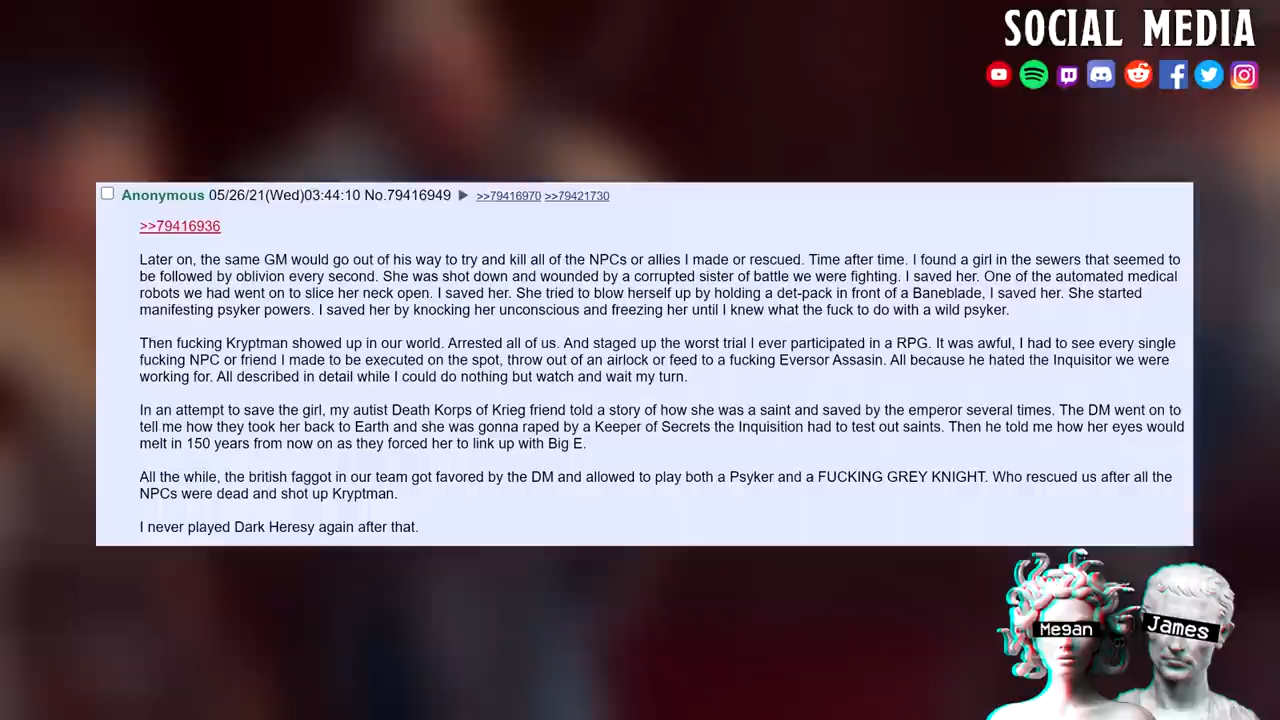 SOCIAL MEDIA
Anonymous 05/26/21(Wed)03:44:10 No.79416949 ▶ >>79416970 >>79421730
>>79416936
Later on, the same GM would go out of his way to try and kill all of the NPCs or allies I made or rescued. Time after time. I found a girl in the sewers that seemed to
be followed by oblivion every second. She was shot down and wounded by a corrupted sister of battle we were fighting. I saved her. One of the automated medical
robots we had went on to slice her neck open. I saved her. She tried to blow herself up by holding a det-pack in front of a Baneblade, I saved her. She started
manifesting psyker powers. I saved her by knocking her unconscious and freezing her until I knew what the fuck to do with a wild psyker.
Then fucking Kryptman showed up in our world. Arrested all of us. And staged up the worst trial I ever participated in a RPG. It was awful, I had to see every single
fucking NPC or friend I made to be executed on the spot, throw out of an airlock or feed to a fucking Eversor Assasin. All because he hated the Inquisitor we were
working for. All described in detail while I could do nothing but watch and wait my turn.
In an attempt to save the girl, my autist Death Korps of Krieg friend told a story of how she was a saint and saved by the emperor several times. The DM went on to
tell me how they took her back to Earth and she was gonna raped by a Keeper of Secrets the Inquisition had to test out saints. Then he told me how her eyes would
melt in 150 years from now on as they forced her to link up with Big E.
All the while, the british faggot in our team got favored by the DM and allowed to play both a Psyker and a FUCKING GREY KNIGHT. Who rescued us after all the
NPCs were dead and shot up Kryptman.
I never played Dark Heresy again after that.
Megan
James